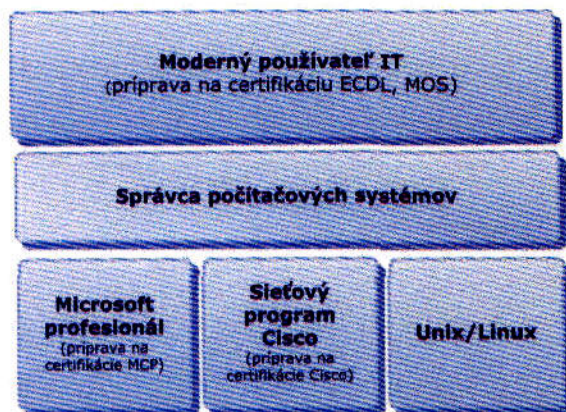 Moderný používateľ IT
(príprava na certifikáciu ECDL, MOS)
Správca počítačových systémov
Microsoft
profesionál
(príprava na
certifikácie MCP)
Sieťový
program
Cisco
(príprava na
certifikácie Cisco)
Unix/Linux